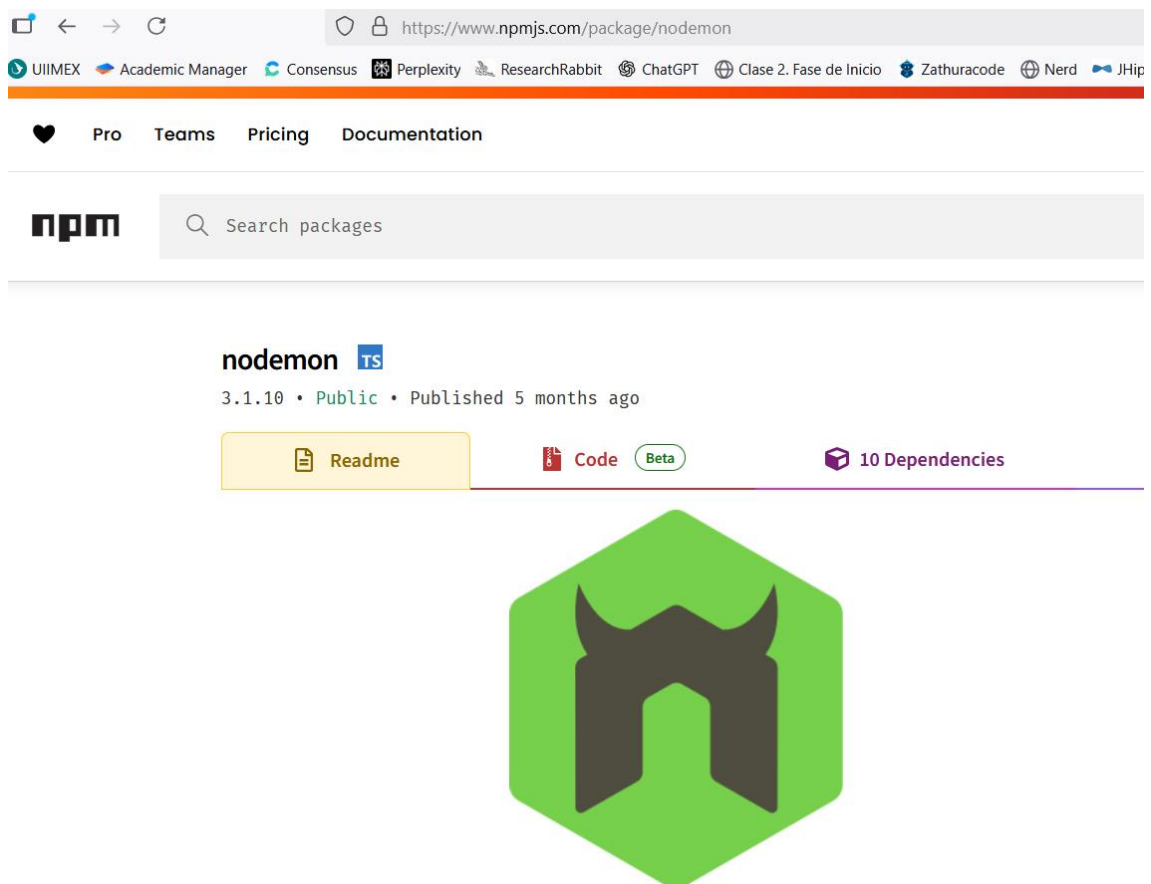 https://www.npmjs.com/package/nodemon
UIIMEX Academic Manager Consensus Perplexity ResearchRabbit ChatGPT Clase 2. Fase de Inicio Zathuracode Nerd JHip
Pro Teams Pricing Documentation
npm Search packages
nodemon TS
3.1.10 • Public • Published 5 months ago
Readme Code Beta 10 Dependencies